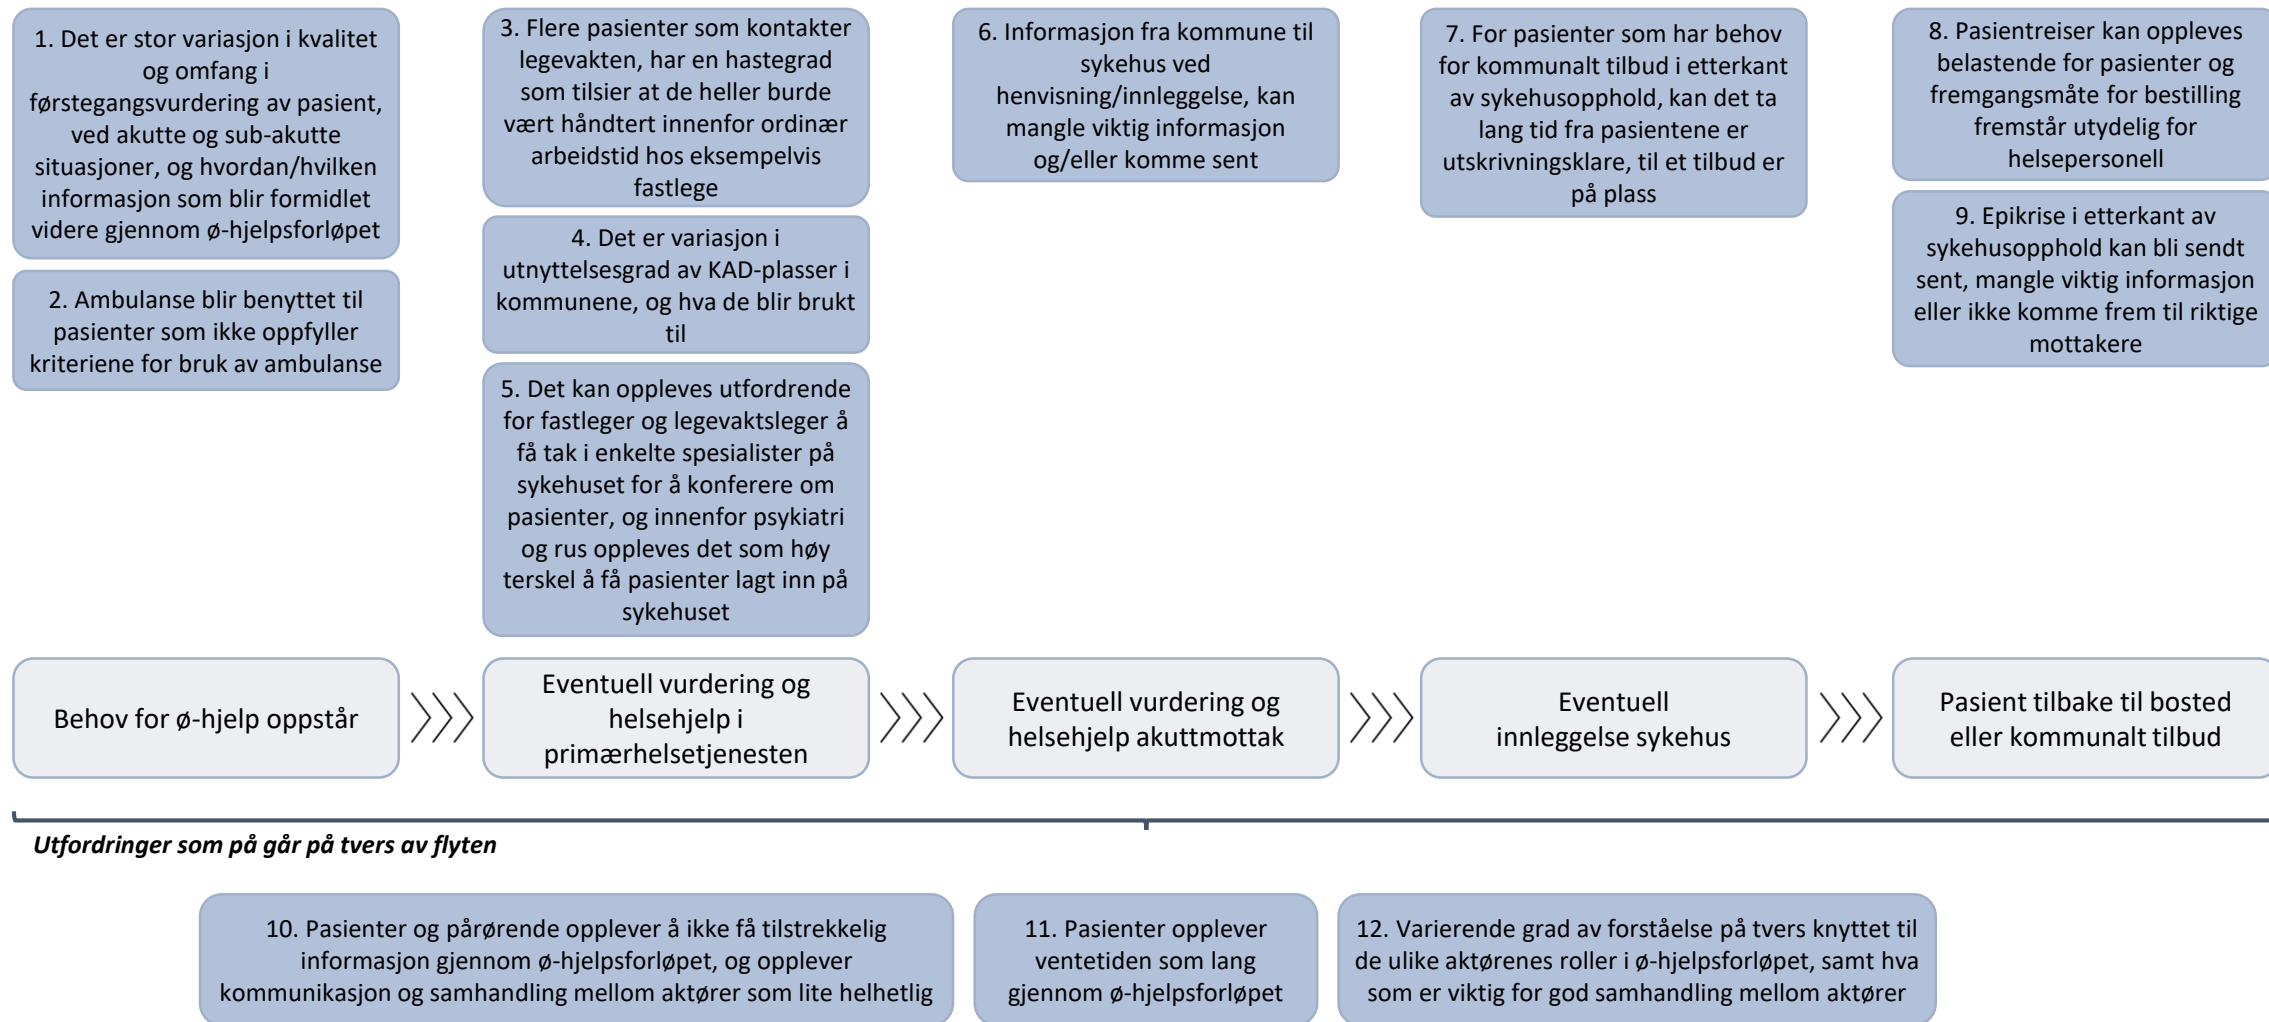 1. Det er stor variasjon i kvalitet
og omfang i
førstegangsvurdering av pasient,
ved akutte og sub-akutte
situasjoner, og hvordan/hvilken
informasjon som blir formidlet
videre gjennom ø-hjelpsforløpet
2. Ambulanse blir benyttet til
pasienter som ikke oppfyller
kriteriene for bruk av ambulanse
3. Flere pasienter som kontakter
legevakten, har en hastegrad
som tilsier at de heller burde
vært håndtert innenfor ordinær
arbeidstid hos eksempelvis
fastlege
4. Det er variasjon i
utnyttelsesgrad av KAD-plasser i
kommunene, og hva de blir brukt
til
5. Det kan oppleves utfordrende
for fastleger og legevaktsleger å
få tak i enkelte spesialister på
sykehuset for å konferere om
pasienter, og innenfor psykiatri
og rus oppleves det som høy
terskel å få pasienter lagt inn på
sykehuset
6. Informasjon fra kommune til
sykehus ved
henvisning/innleggelse, kan
mangle viktig informasjon
og/eller komme sent
7. For pasienter som har behov
for kommunalt tilbud i etterkant
av sykehusopphold, kan det ta
lang tid fra pasientene er
utskrivningsklare, til et tilbud er
på plass
8. Pasientreiser kan oppleves
belastende for pasienter og
fremgangsmåte for bestilling
fremstår utydelig for
helsepersonell
9. Epikrise i etterkant av
sykehusopphold kan bli sendt
sent, mangle viktig informasjon
eller ikke komme frem til riktige
mottakere
Behov for ø-hjelp oppstår
Eventuell vurdering og
helsehjelp i
primærhelsetjenesten
Eventuell vurdering og
helsehjelp akuttmottak
Eventuell
innleggelse sykehus
Pasient tilbake til bosted
eller kommunalt tilbud
Utfordringer som på går på tvers av flyten
10. Pasienter og pårørende opplever å ikke få tilstrekkelig
informasjon gjennom ø-hjelpsforløpet, og opplever
kommunikasjon og samhandling mellom aktører som lite helhetlig
11. Pasienter opplever
ventetiden som lang
gjennom ø-hjelpsforløpet
12. Varierende grad av forståelse på tvers knyttet til
de ulike aktørenes roller i ø-hjelpsforløpet, samt hva
som er viktig for god samhandling mellom aktører